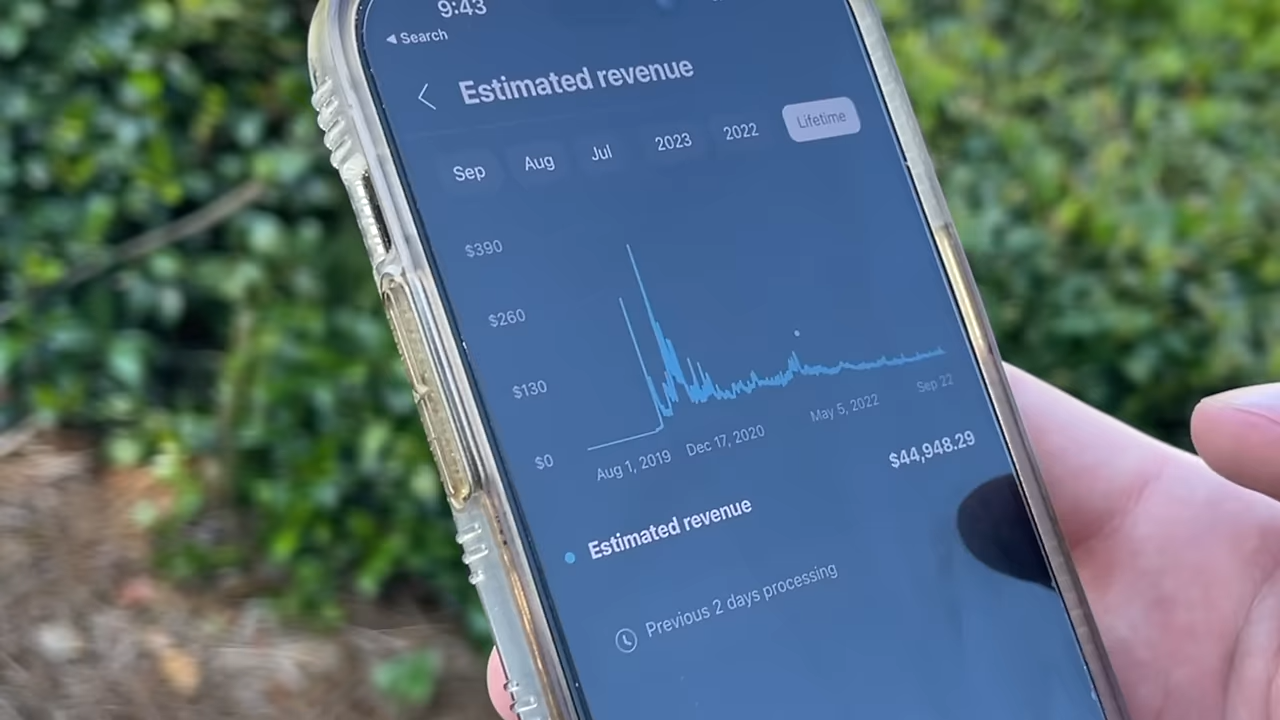 9:43
◀ Search
Estimated revenue
Sep Aug Jul 2023 2022 Lifetime
$390
$260
$130
$0
Aug 1, 2019 Dec 17, 2020 May 5, 2022 Sep 22
$44,948.29
Estimated revenue
Previous 2 days processing